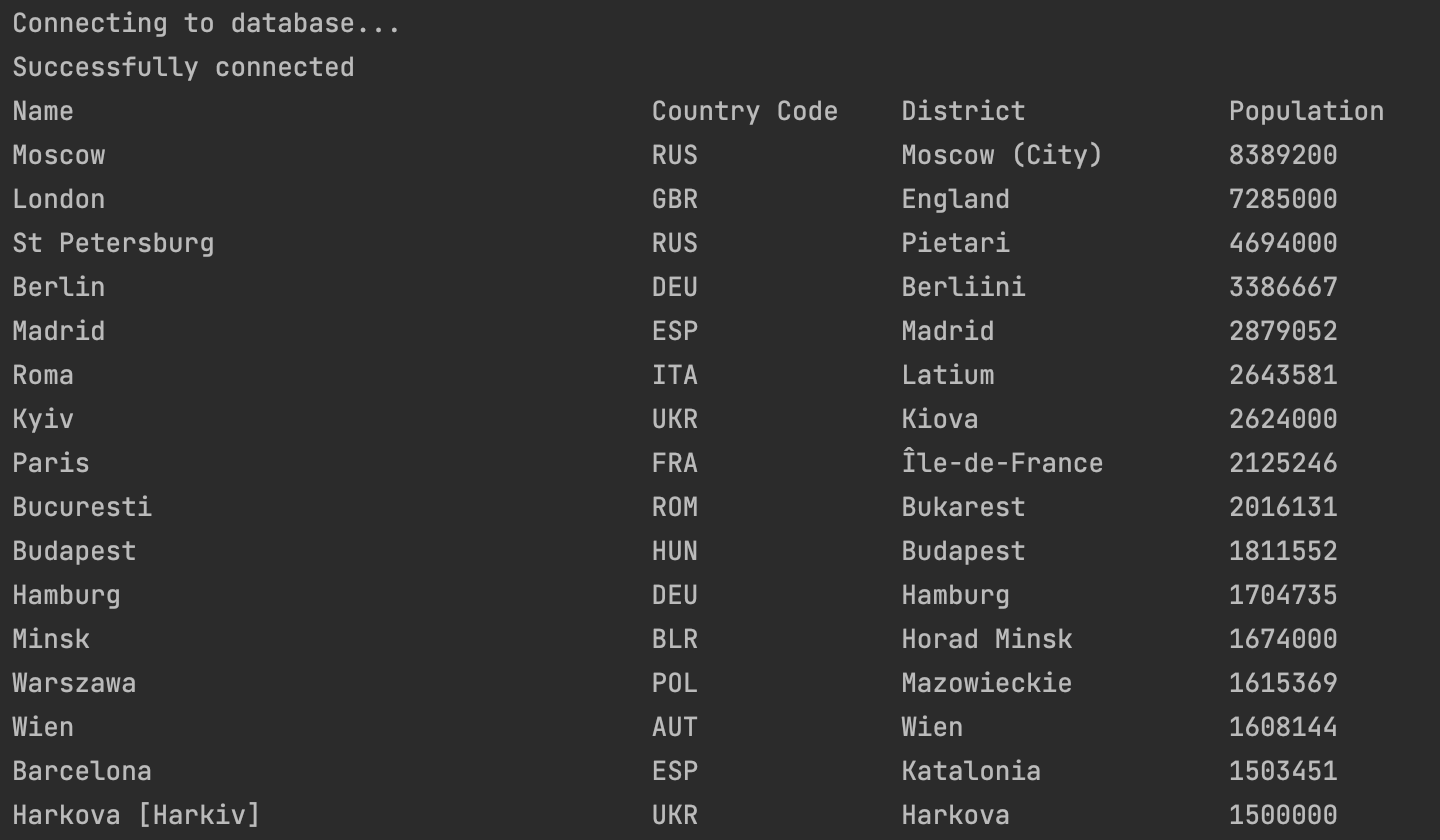 Connecting to database...
Successfully connected
Name Country Code District Population
Moscow RUS Moscow (City) 8389200
London GBR England 7285000
St Petersburg RUS Pietari 4694000
Berlin DEU Berliini 3386667
Madrid ESP Madrid 2879052
Roma ITA Latium 2643581
Kyiv UKR Kiova 2624000
Paris FRA Île-de-France 2125246
Bucuresti ROM Bukarest 2016131
Budapest HUN Budapest 1811552
Hamburg DEU Hamburg 1704735
Minsk BLR Horad Minsk 1674000
Warszawa POL Mazowieckie 1615369
Wien AUT Wien 1608144
Barcelona ESP Katalonia 1503451
Harkova [Harkiv] UKR Harkova 1500000